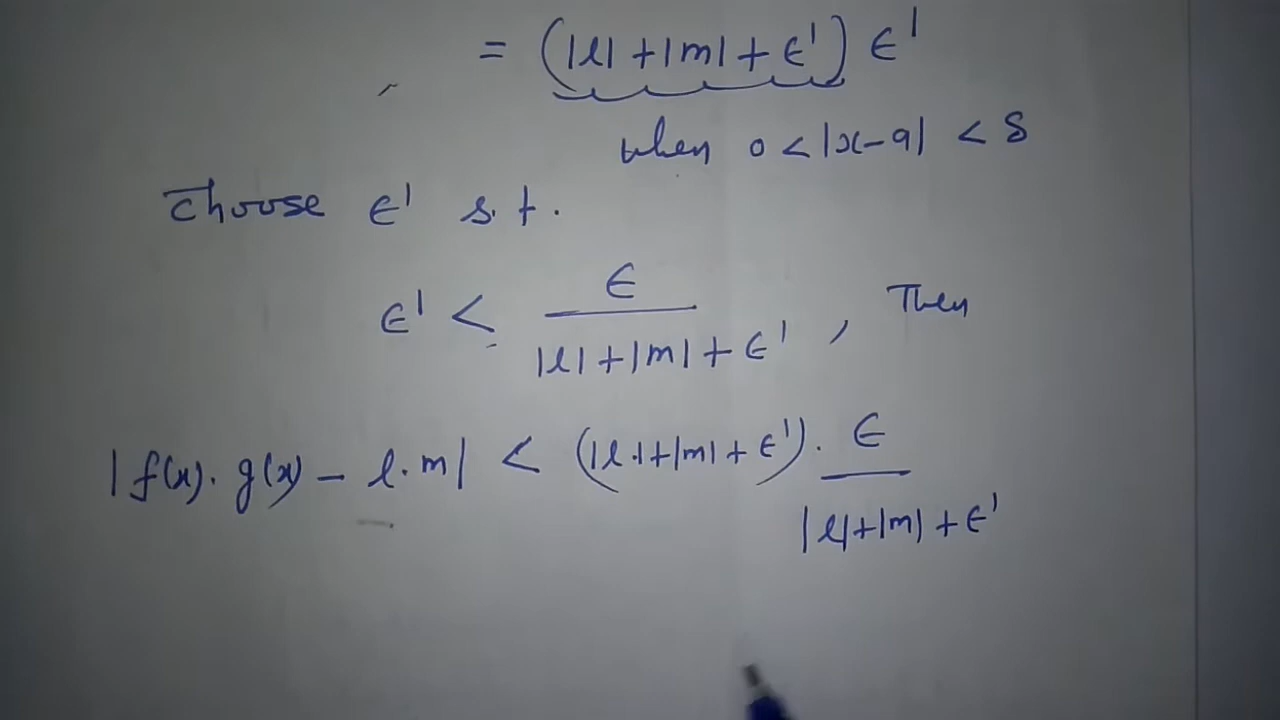 = (|l| + |m| + ϵ') ϵ'
when 0 < |x-a| < δ
Choose ϵ' s.t.
ϵ' < ϵ / |l| + |m| + ϵ' , Then
|f(x). g(x) - l.m| < (|l.|+|m| + ϵ'). ϵ / |l|+|m| + ϵ'